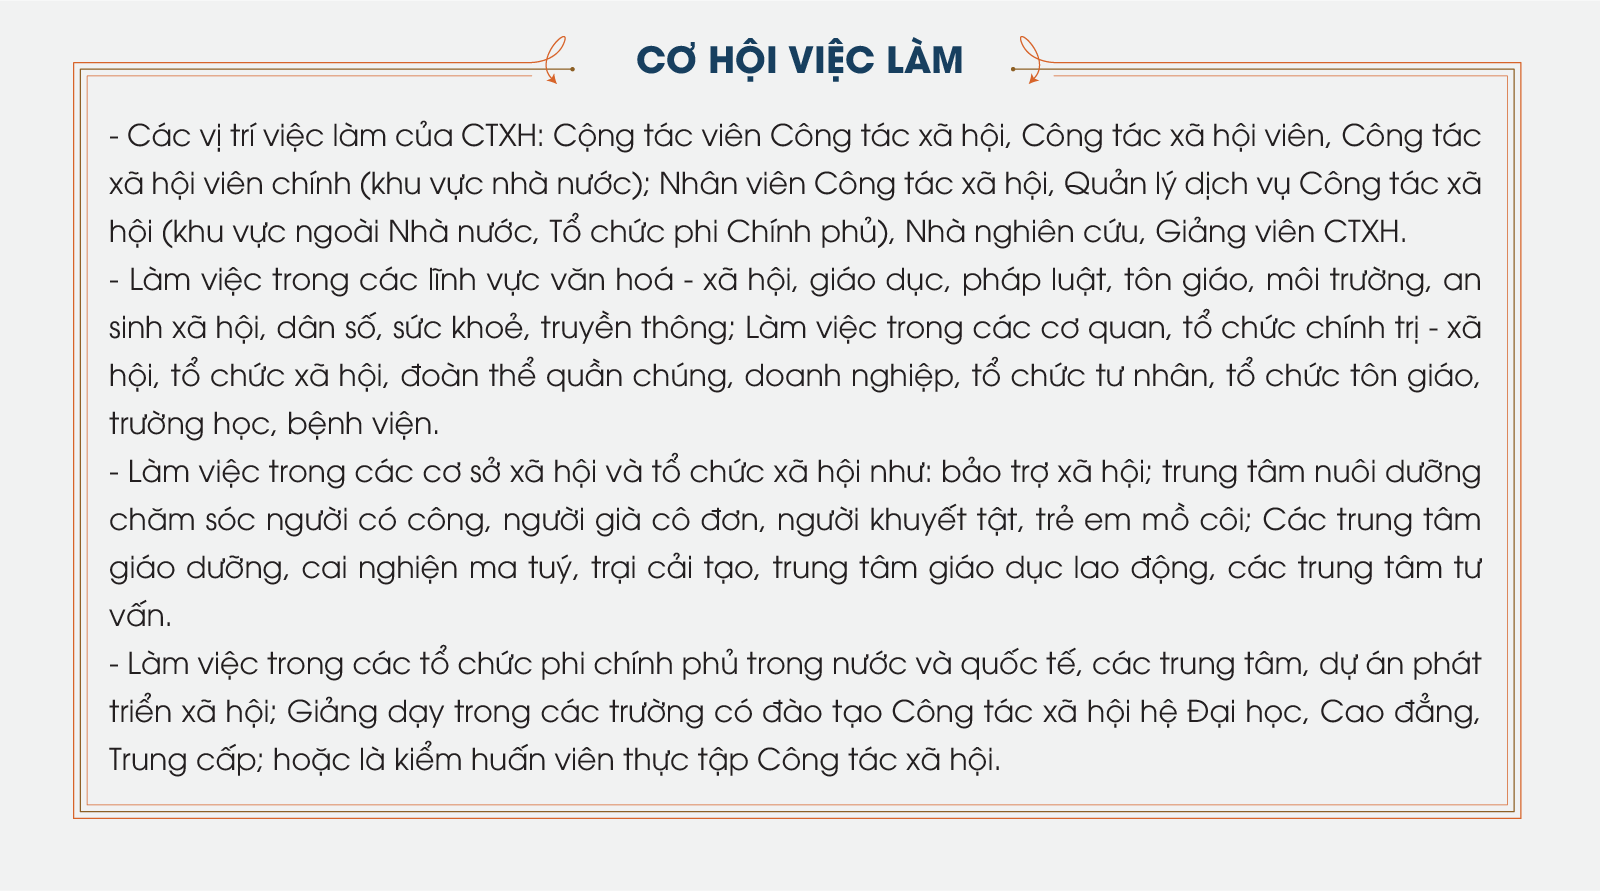 CƠ HỘI VIỆC LÀM
- Các vị trí việc làm của CTXH: Cộng tác viên Công tác xã hội, Công tác xã hội viên, Công tác
xã hội viên chính (khu vực nhà nước); Nhân viên Công tác xã hội, Quản lý dịch vụ Công tác xã
hội (khu vực ngoài Nhà nước, Tổ chức phi Chính phủ), Nhà nghiên cứu, Giảng viên CTXH.
- Làm việc trong các lĩnh vực văn hoá - xã hội, giáo dục, pháp luật, tôn giáo, môi trường, an
sinh xã hội, dân số, sức khoẻ, truyền thông; Làm việc trong các cơ quan, tổ chức chính trị - xã
hội, tổ chức xã hội, đoàn thể quần chúng, doanh nghiệp, tổ chức tư nhân, tổ chức tôn giáo,
trường học, bệnh viện.
- Làm việc trong các cơ sở xã hội và tổ chức xã hội như: bảo trợ xã hội; trung tâm nuôi dưỡng
chăm sóc người có công, người già cô đơn, người khuyết tật, trẻ em mồ côi; Các trung tâm
giáo dưỡng, cai nghiện ma tuý, trại cải tạo, trung tâm giáo dục lao động, các trung tâm tư
vấn.
- Làm việc trong các tổ chức phi chính phủ trong nước và quốc tế, các trung tâm, dự án phát
triển xã hội; Giảng dạy trong các trường có đào tạo Công tác xã hội hệ Đại học, Cao đẳng,
Trung cấp; hoặc là kiểm huấn viên thực tập Công tác xã hội.